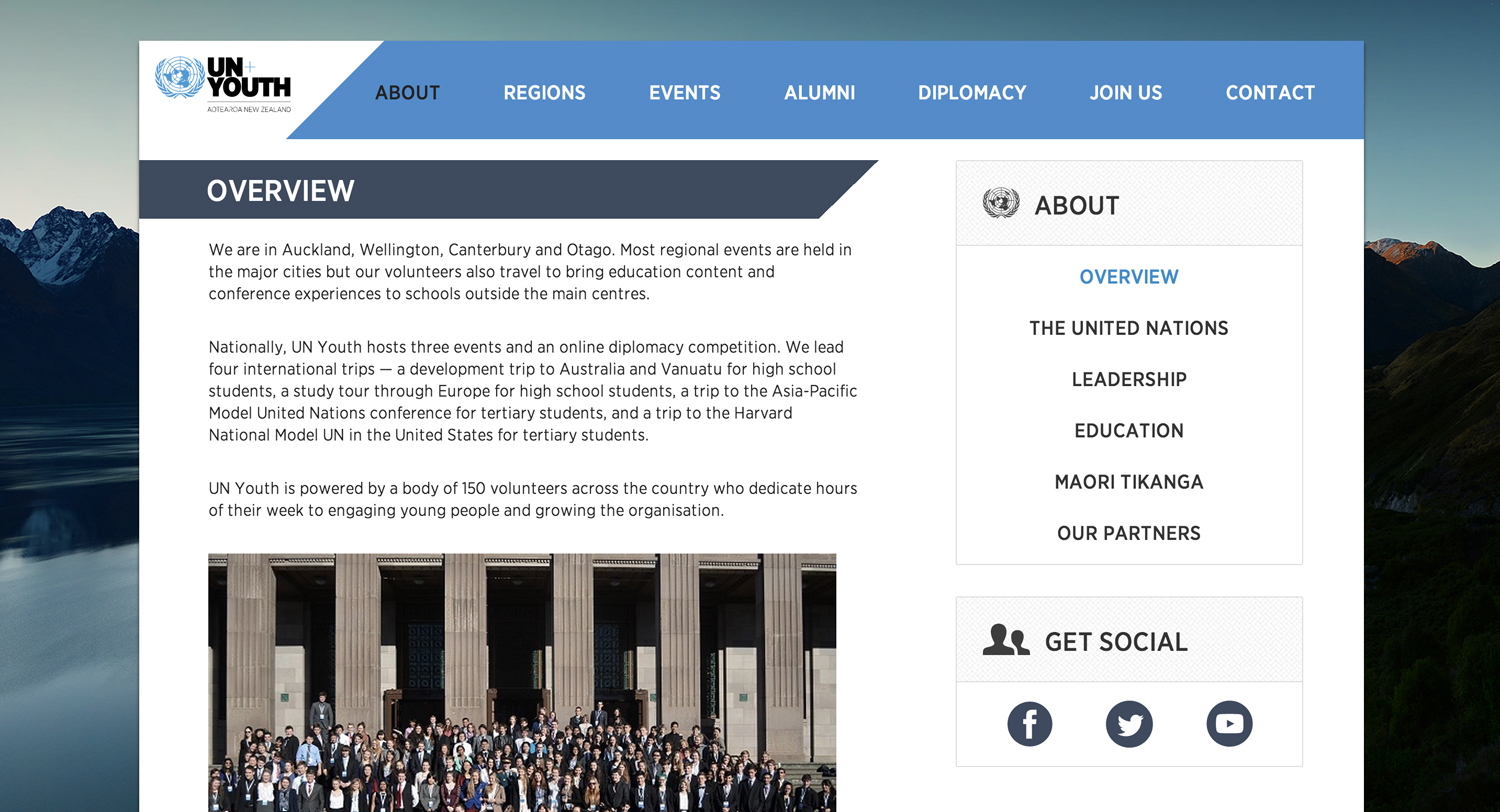 UN
YOUTH
AOTEAROA NEW ZEALAND
ABOUT
REGIONS
EVENTS
ALUMNI
DIPLOMACY
JOIN US
CONTACT
OVERVIEW
We are in Auckland, Wellington, Canterbury and Otago. Most regional events are held in
the major cities but our volunteers also travel to bring education content and
conference experiences to schools outside the main centres.
Nationally, UN Youth hosts three events and an online diplomacy competition. We lead
four international trips — a development trip to Australia and Vanuatu for high school
students, a study tour through Europe for high school students, a trip to the Asia-Pacific
Model United Nations conference for tertiary students, and a trip to the Harvard
National Model UN in the United States for tertiary students.
UN Youth is powered by a body of 150 volunteers across the country who dedicate hours
of their week to engaging young people and growing the organisation.
ABOUT
OVERVIEW
THE UNITED NATIONS
LEADERSHIP
EDUCATION
MAORI TIKANGA
OUR PARTNERS
GET SOCIAL